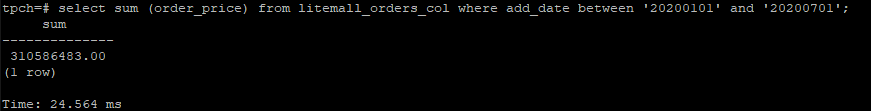 tpch=# select sum (order_price) from litemall_orders_col where add_date between '20200101' and '20200701';
sum
--------------
310586483.00
(1 row)
Time: 24.564 ms